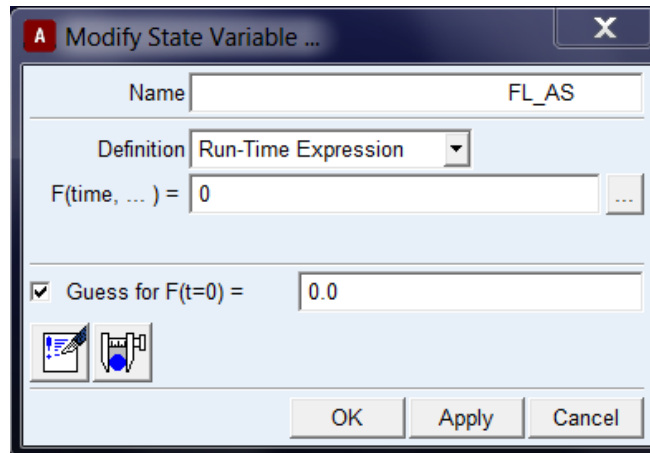 A Modify State Variable ... X
Name FL_AS
Definition Run-Time Expression
F(time, ... ) = 0 ...
Guess for F(t=0) = 0.0
OK Apply Cancel